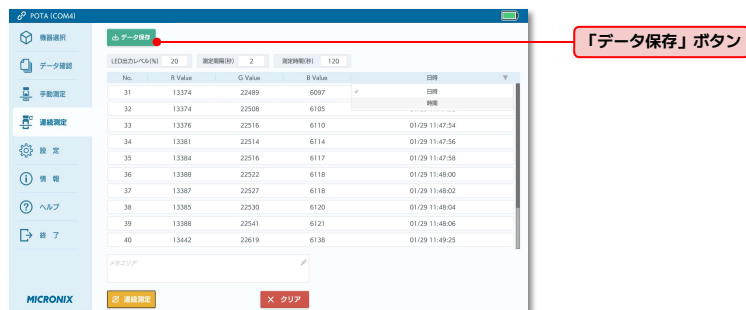 POTA (COM4)
機器選択
データ確認
手動測定
連続測定
設 定
情 報
ヘルプ
終 了
MICRONIX
データ保存
「データ保存」ボタン
LED出力レベル(%) 20 測定間隔(秒) 2 測定時間(秒) 120
No. R Value G Value B Value 日時
31 13374 22489 6097 日時
時間
32 13374 22508 6105
33 13376 22516 6110 01/29 11:47:54
34 13381 22514 6114 01/29 11:47:56
35 13384 22516 6117 01/29 11:47:58
36 13388 22522 6118 01/29 11:48:00
37 13387 22527 6118 01/29 11:48:02
38 13385 22530 6120 01/29 11:48:04
39 13388 22541 6121 01/29 11:48:06
40 13442 22619 6138 01/29 11:49:25
メモエリア
連続測定
クリア